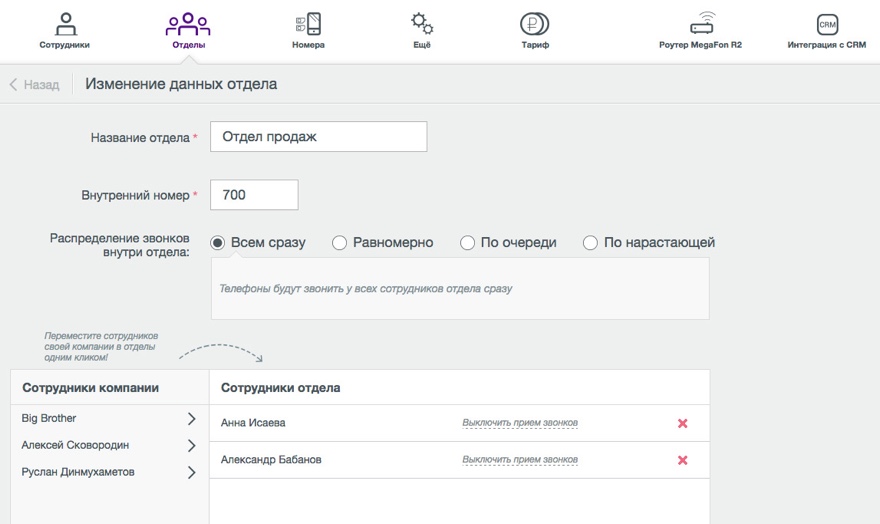 Сотрудники
Отделы
Номера
Ещё
Тариф
Роутер MegaFon R2
CRM
Интеграция с CRM
Назад
Изменение данных отдела
Название отдела *
Отдел продаж
Внутренний номер *
700
Распределение звонков
внутри отдела:
Всем сразу
Равномерно
По очереди
По нарастающей
Телефоны будут звонить у всех сотрудников отдела сразу
Переместите сотрудников
своей компании в отделы
одним кликом!
Сотрудники компании
Сотрудники отдела
Big Brother
Алексей Сковородин
Руслан Динмухаметов
Анна Исаева
Выключить прием звонков
Александр Бабанов
Выключить прием звонков